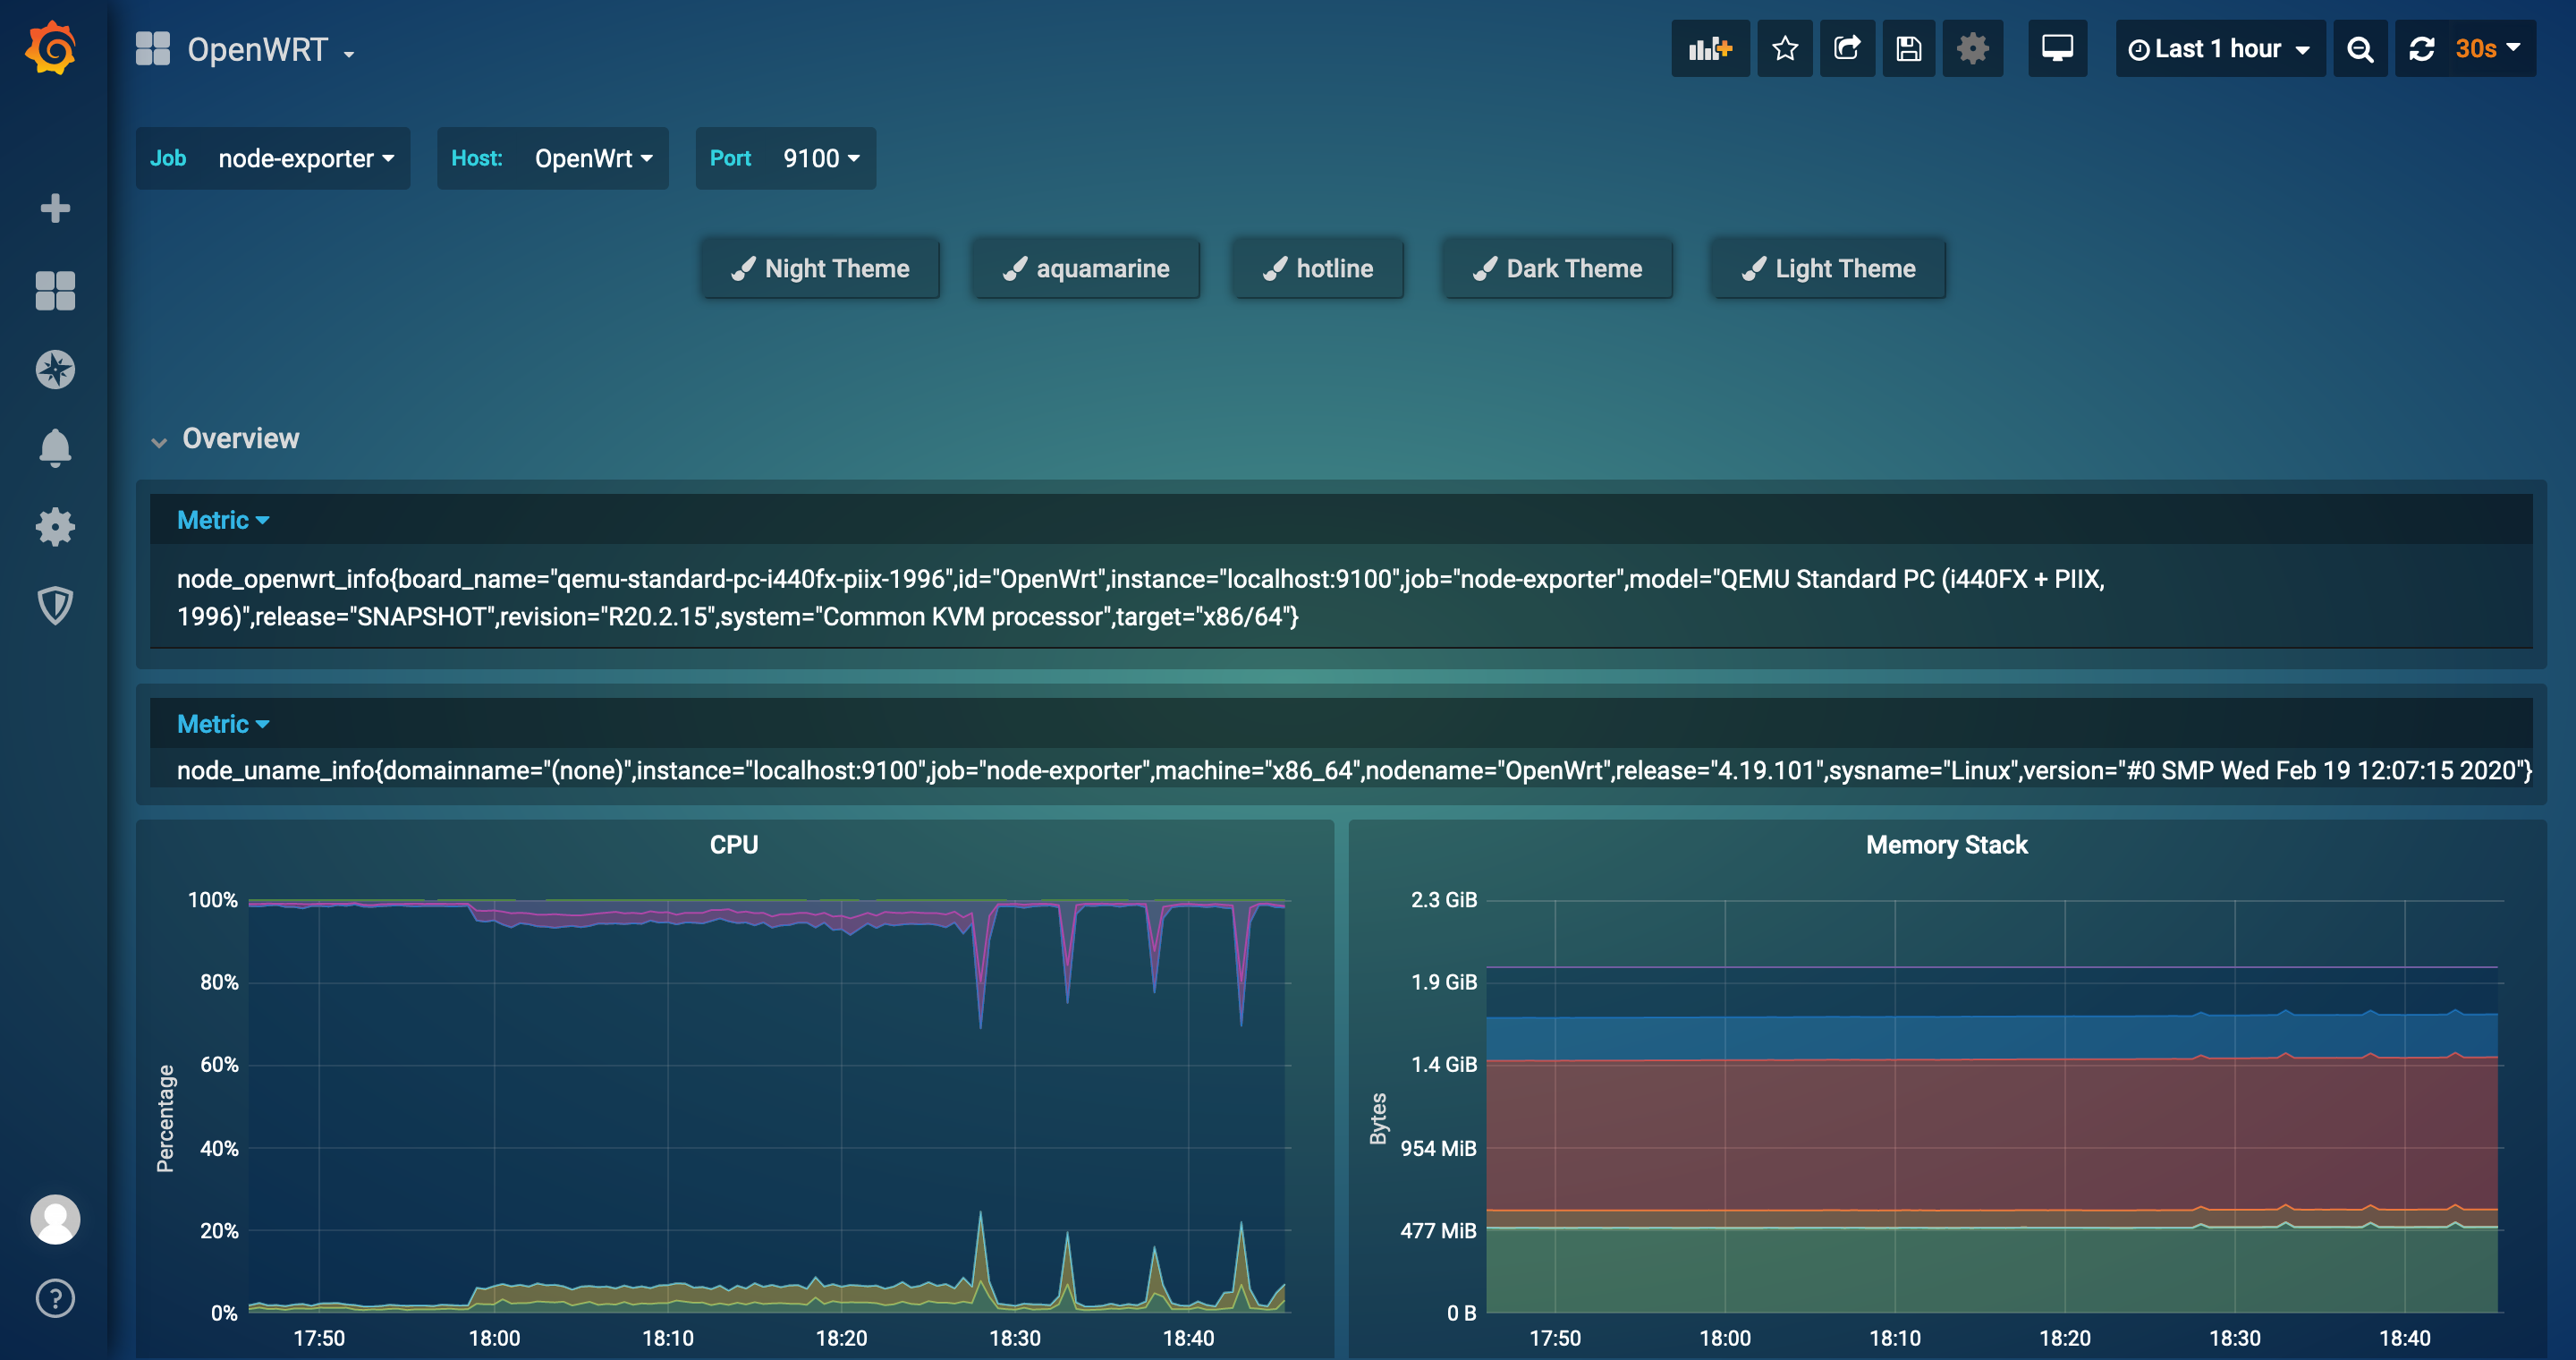 OpenWRT
Last 1 hour
30s
Job node-exporter
Host: OpenWrt
Port 9100
Night Theme
aquamarine
hotline
Dark Theme
Light Theme
Overview
Metric
node_openwrt_info{board_name="qemu-standard-pc-i440fx-piix-1996",id="OpenWrt",instance="localhost:9100",job="node-exporter",model="QEMU Standard PC (i440FX + PIIX,
1996)",release="SNAPSHOT",revision="R20.2.15",system="Common KVM processor",target="x86/64"}
Metric
node_uname_info{domainname="(none)",instance="localhost:9100",job="node-exporter",machine="x86_64",nodename="OpenWrt",release="4.19.101",sysname="Linux",version="#0 SMP Wed Feb 19 12:07:15 2020"}
CPU
Percentage
100%
80%
60%
40%
20%
0%
17:50 18:00 18:10 18:20 18:30 18:40
Memory Stack
Bytes
2.3 GiB
1.9 GiB
1.4 GiB
954 MiB
477 MiB
0 B
17:50 18:00 18:10 18:20 18:30 18:40